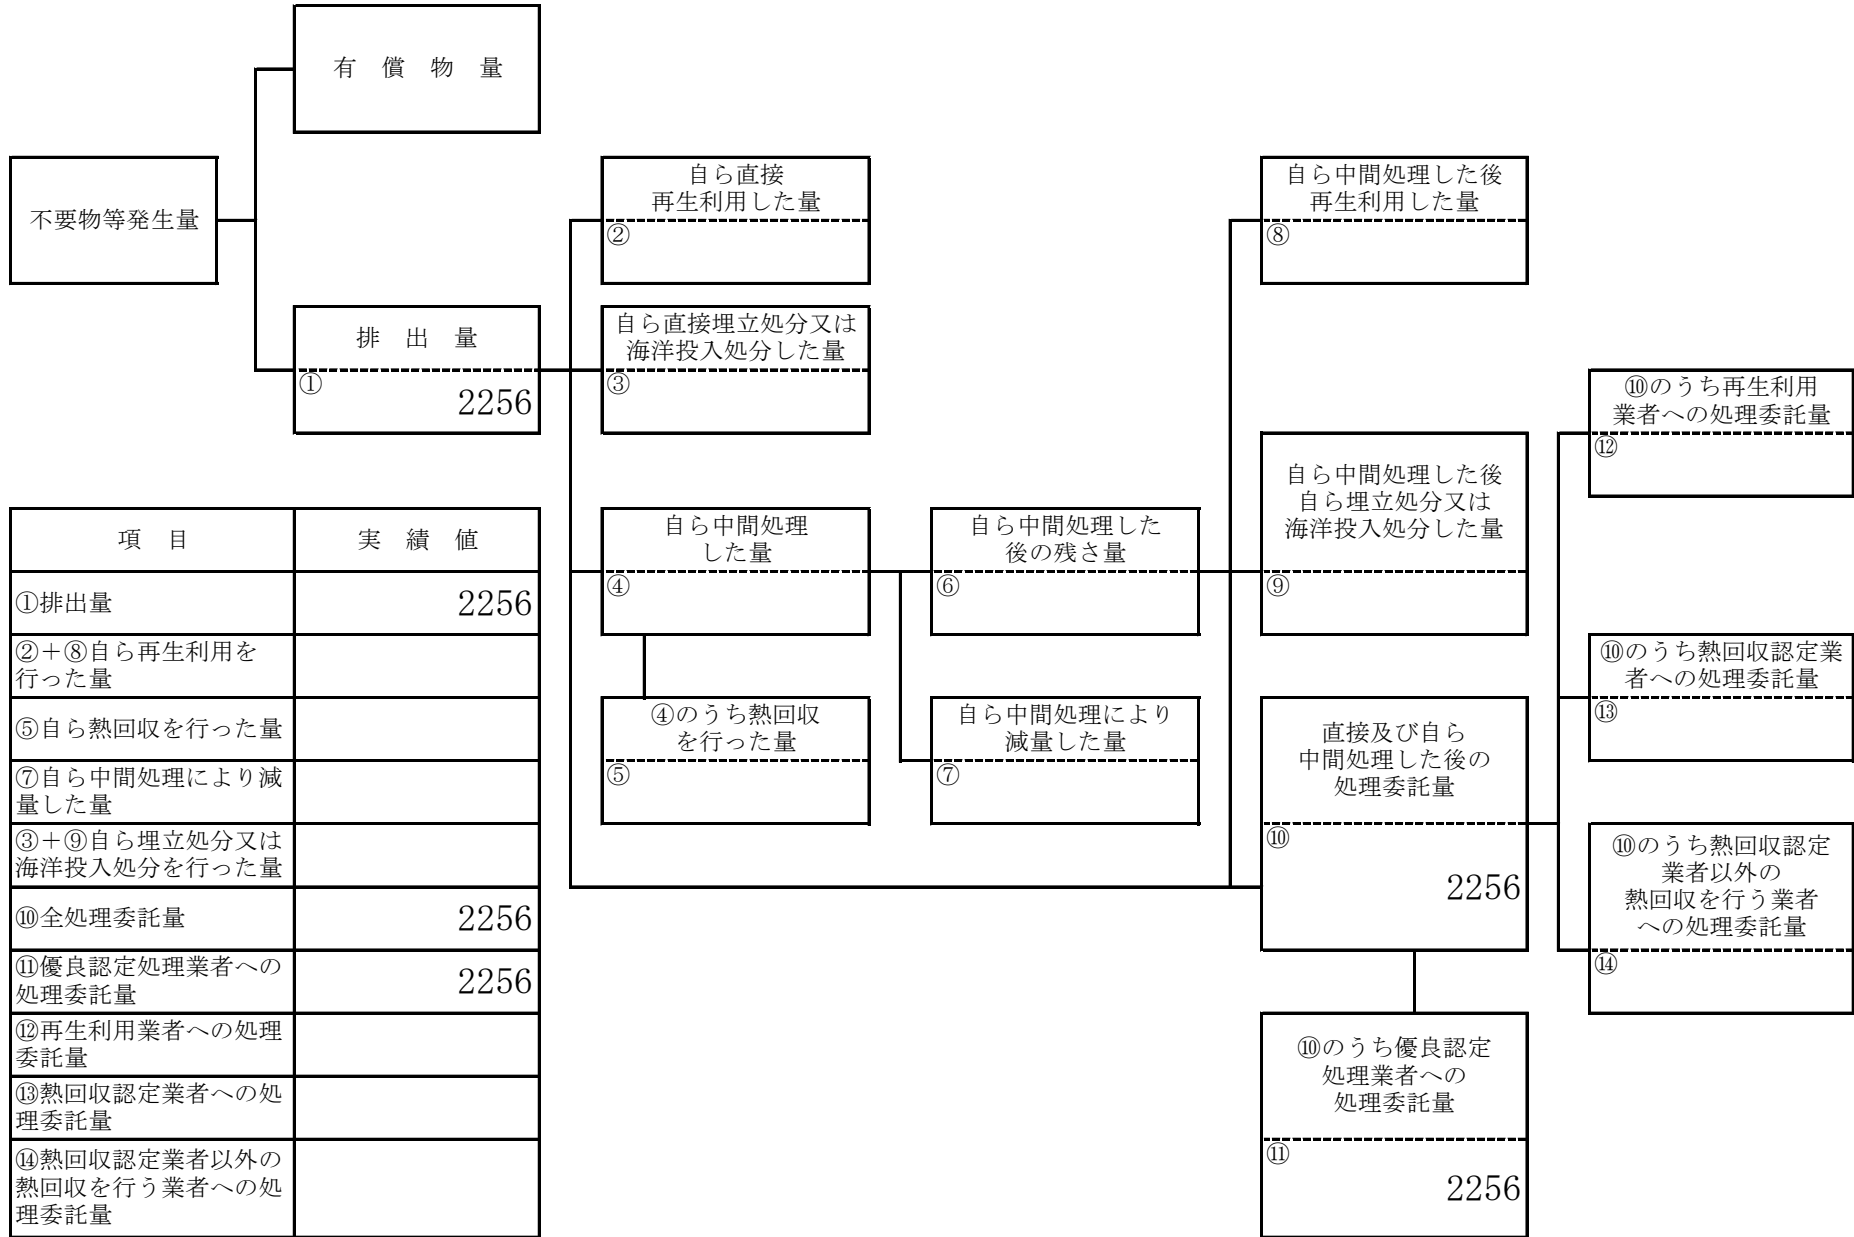 有　償　物　量
不要物等発生量
排　出　量
①
2256
自ら直接
再生利用した量
②
自ら直接埋立処分又は
海洋投入処分した量
③
自ら中間処理
した量
④
④のうち熱回収
を行った量
⑤
自ら中間処理した
後の残さ量
⑥
自ら中間処理により
減量した量
⑦
自ら中間処理した後
再生利用した量
⑧
自ら中間処理した後
自ら埋立処分又は
海洋投入処分した量
⑨
直接及び自ら
中間処理した後の
処理委託量
⑩
2256
⑩のうち優良認定
処理業者への
処理委託量
⑪
2256
⑩のうち再生利用
業者への処理委託量
⑫
⑩のうち熱回収認定業
者への処理委託量
⑬
⑩のうち熱回収認定
業者以外の
熱回収を行う業者
への処理委託量
⑭
項　目　実　績　値
①排出量　2256
②＋⑧自ら再生利用を
行った量
⑤自ら熱回収を行った量
⑦自ら中間処理により減
量した量
③＋⑨自ら埋立処分又は
海洋投入処分を行った量
⑩全処理委託量　2256
⑪優良認定処理業者への
処理委託量　2256
⑫再生利用業者への処理
委託量
⑬熱回収認定業者への処
理委託量
⑭熱回収認定業者以外の
熱回収を行う業者への処
理委託量